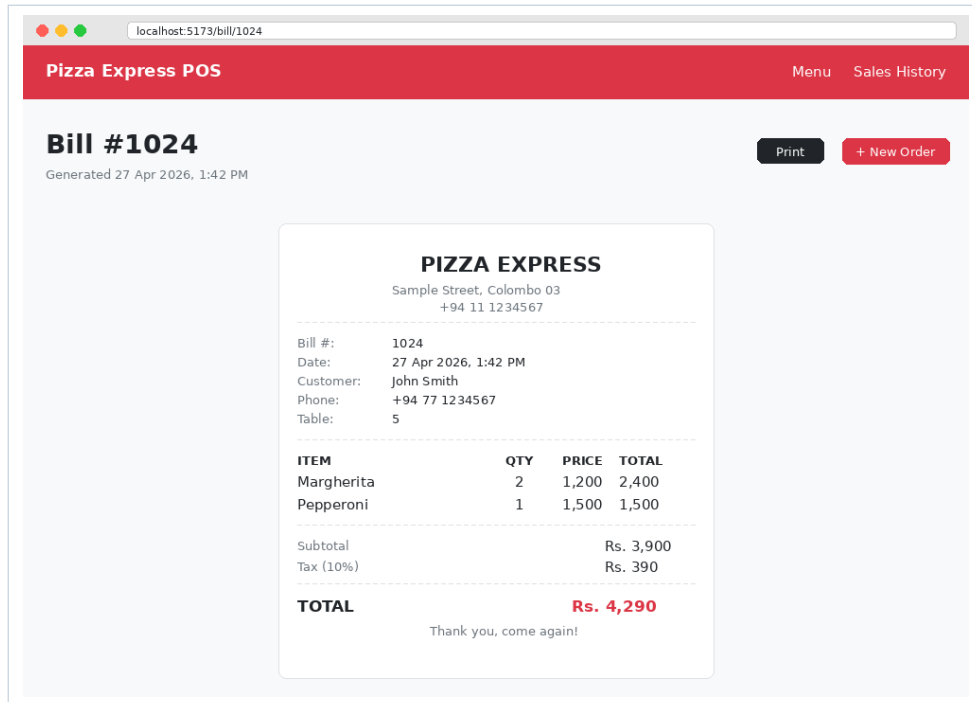 localhost:5173/bill/1024
Pizza Express POS Menu Sales History
Bill #1024
Print + New Order
Generated 27 Apr 2026, 1:42 PM
PIZZA EXPRESS
Sample Street, Colombo 03
+94 11 1234567
Bill #: 1024
Date: 27 Apr 2026, 1:42 PM
Customer: John Smith
Phone: +94 77 1234567
Table: 5
ITEM QTY PRICE TOTAL
Margherita 2 1,200 2,400
Pepperoni 1 1,500 1,500
Subtotal Rs. 3,900
Tax (10%) Rs. 390
TOTAL Rs. 4,290
Thank you, come again!